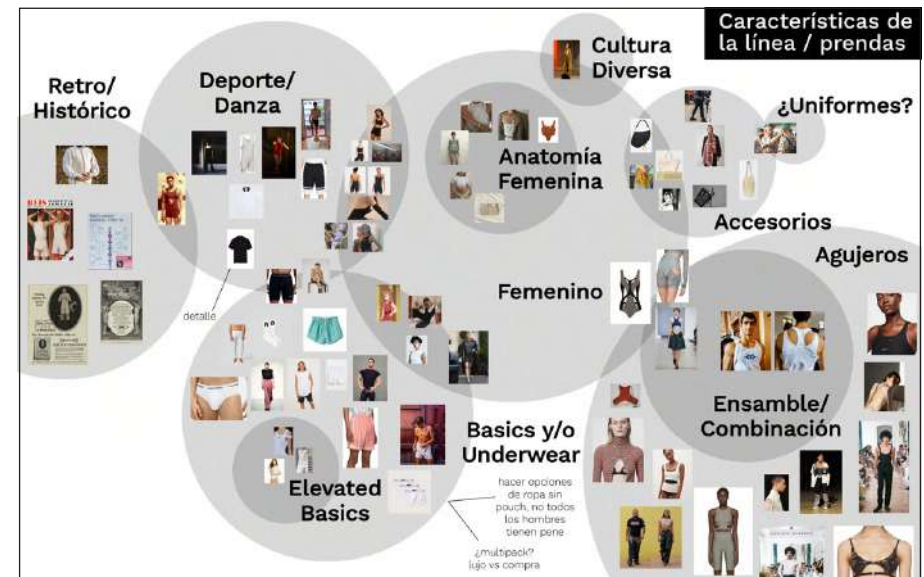 Características de
la línea / prendas
Retro/
Histórico
Deporte/
Danza
Cultura
Diversa
¿Uniformes?
Anatomía
Femenina
Accesorios
Agujeros
Femenino
detalle
Ensamble/
Combinación
Basics y/o
Underwear
Elevated
Basics
hacer opciones
de ropa sin
pouch, no todos
los hombres
tienen pene
¿multipack?
lujo vs compra